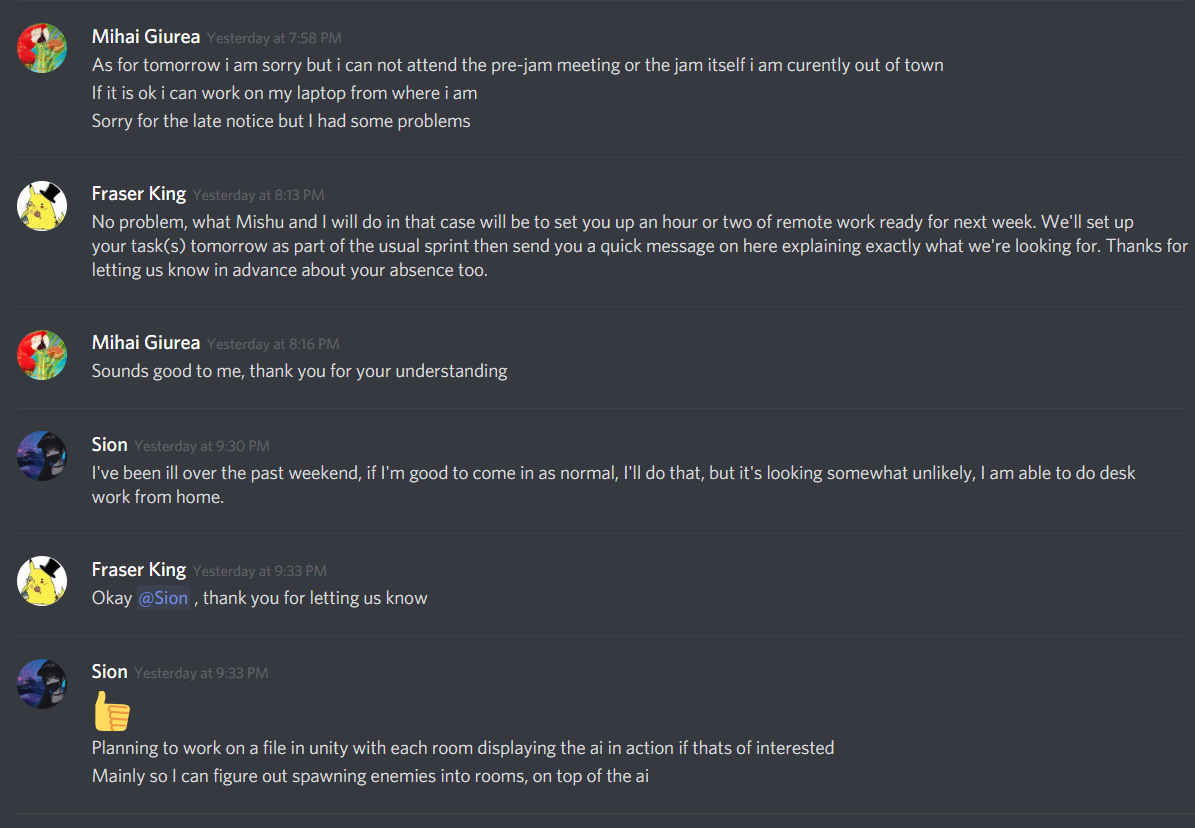 Mihai Giurea Yesterday at 7:58 PM
As for tomorrow i am sorry but i can not attend the pre-jam meeting or the jam itself i am curently out of town
If it is ok i can work on my laptop from where i am
Sorry for the late notice but I had some problems
Fraser King Yesterday at 8:13 PM
No problem, what Mishu and I will do in that case will be to set you up an hour or two of remote work ready for next week. We'll set up
your task(s) tomorrow as part of the usual sprint then send you a quick message on here explaining exactly what we're looking for. Thanks for
letting us know in advance about your absence too.
Mihai Giurea Yesterday at 8:16 PM
Sounds good to me, thank you for your understanding
Sion Yesterday at 9:30 PM
I've been ill over the past weekend, if I'm good to come in as normal, I'll do that, but it's looking somewhat unlikely, I am able to do desk
work from home.
Fraser King Yesterday at 9:33 PM
Okay @Sion , thank you for letting us know
Sion Yesterday at 9:33 PM
Planning to work on a file in unity with each room displaying the ai in action if thats of interested
Mainly so I can figure out spawning enemies into rooms, on top of the ai